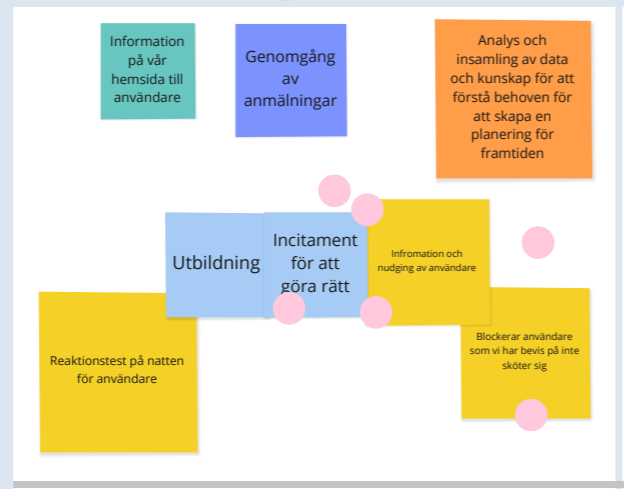 Information
på vår
hemsida till
användare
Genomgång
av
anmälningar
Analys och
insamling av data
och kunskap för att
förstå behoven för
att skapa en
planering för
framtiden
Utbildning
Incitament
för att
göra rätt
Infromation och
nudging av användare
Reaktionstest på natten
för användare
Blockerar användare
som vi har bevis på inte
sköter sig